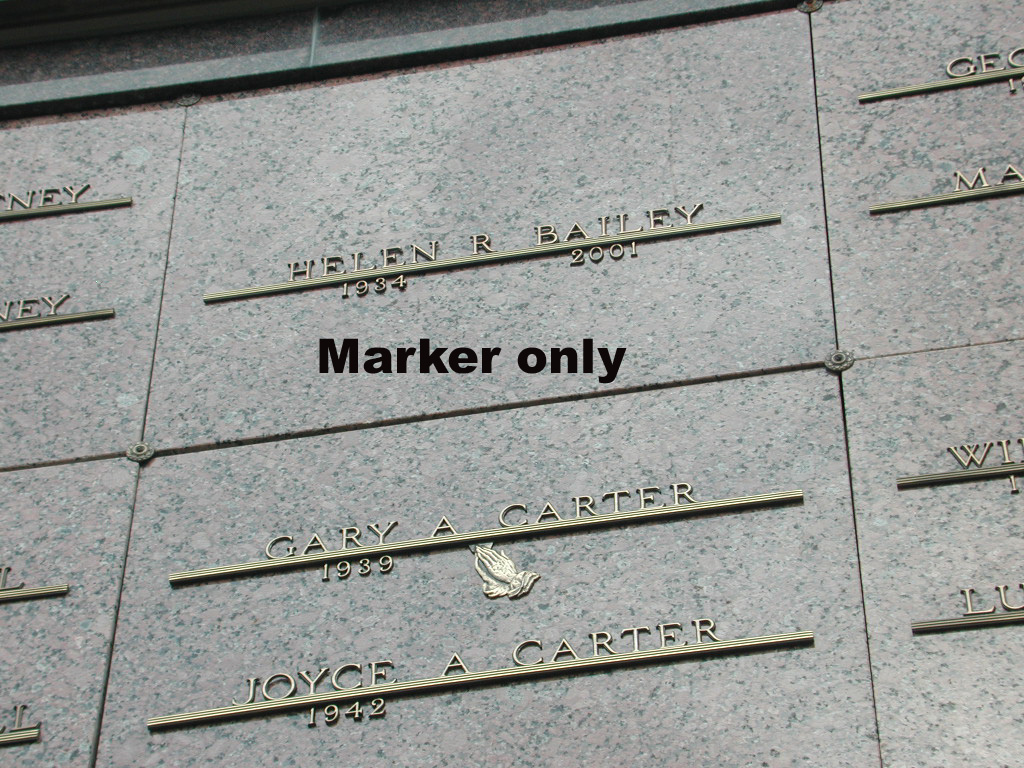 HELEN R BAILEY
1934 2001
Marker only
GARY A CARTER
1939
JOYCE A CARTER
1942